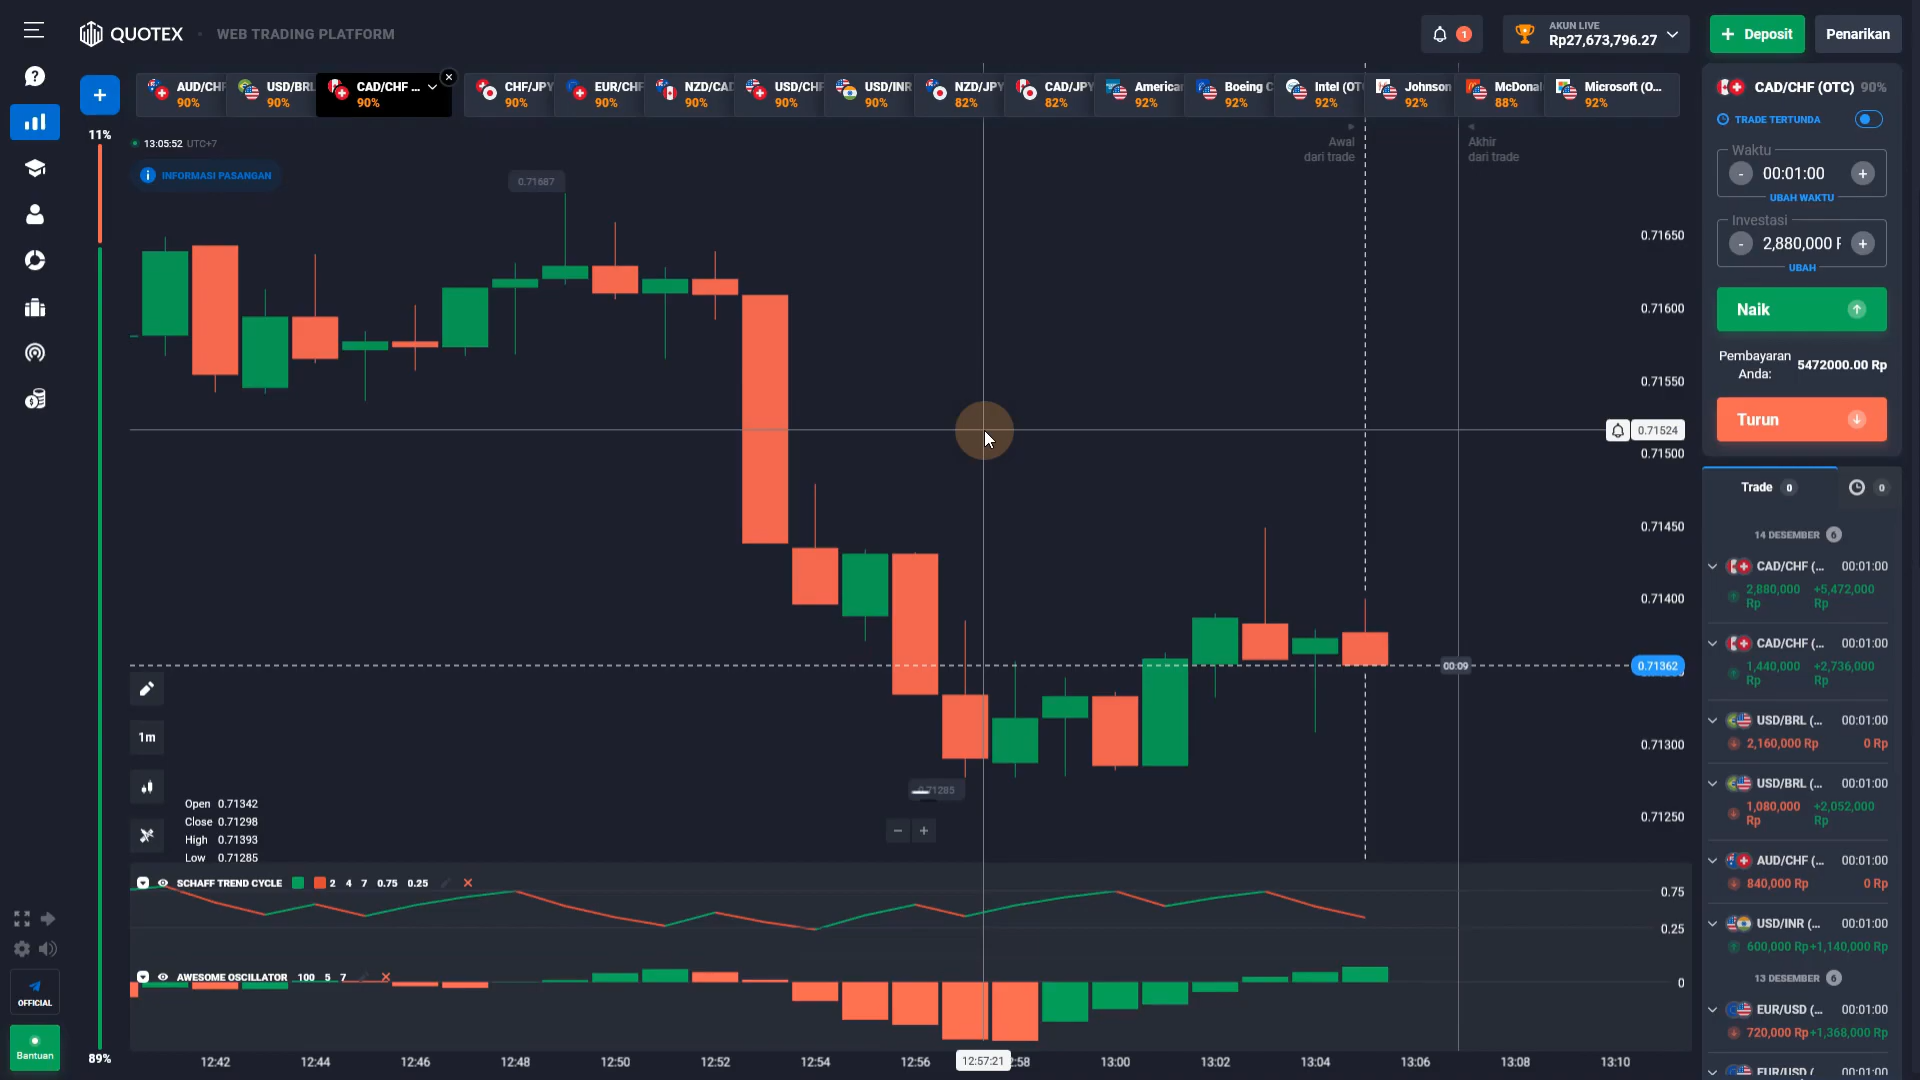 QUOTEX
WEB TRADING PLATFORM
1
AKUN LIVE
Rp27,673,796.27
+ Deposit
Penarikan
+
AUD/CHF
90%
USD/BRL
90%
CAD/CHF ...
90%
CHF/JPY
90%
EUR/CHF
90%
NZD/CAD
90%
USD/CHF
90%
USD/INR
90%
NZD/JPY
82%
CAD/JPY
82%
America
92%
Boeing C
92%
Intel (OT
92%
Johnson
92%
McDonal
88%
Microsoft (O...
92%
11%
89%
13:05:52 UTC+7
INFORMASI PASANGAN
0.71687
Awal
dari trade
Akhir
dari trade
0.71650
0.71600
0.71550
0.71524
0.71500
0.71450
0.71400
0.71362
0.71300
0.71250
00:09
0.71285
1m
Open 0.71342
Close 0.71298
High 0.71393
Low 0.71285
SCHAFF TREND CYCLE 2 4 7 0.75 0.25
0.75
0.25
AWESOME OSCILLATOR 100 5 7
0
12:42
12:44
12:46
12:48
12:50
12:52
12:54
12:56
12:57:21
:58
13:00
13:02
13:04
13:06
13:08
13:10
OFFICIAL
Bantuan
CAD/CHF (OTC) 90%
TRADE TERTUNDA
Waktu
- 00:01:00 +
UBAH WAKTU
Investasi
- 2,880,000 +
UBAH
Naik
Pembayaran
Anda:
5472000.00 Rp
Turun
Trade 0
0
14 DESEMBER 6
CAD/CHF (... 00:01:00
2,880,000 +5,472,000
Rp Rp
CAD/CHF (... 00:01:00
1,440,000 +2,736,000
Rp Rp
USD/BRL (... 00:01:00
2,160,000 Rp 0 Rp
USD/BRL (... 00:01:00
1,080,000 +2,052,000
Rp Rp
AUD/CHF (... 00:01:00
840,000 Rp 0 Rp
USD/INR (... 00:01:00
600,000 Rp +1,140,000 Rp
13 DESEMBER 6
EUR/USD (... 00:01:00
720,000 Rp +1,368,000 Rp
EUR/USD (
00:01:00